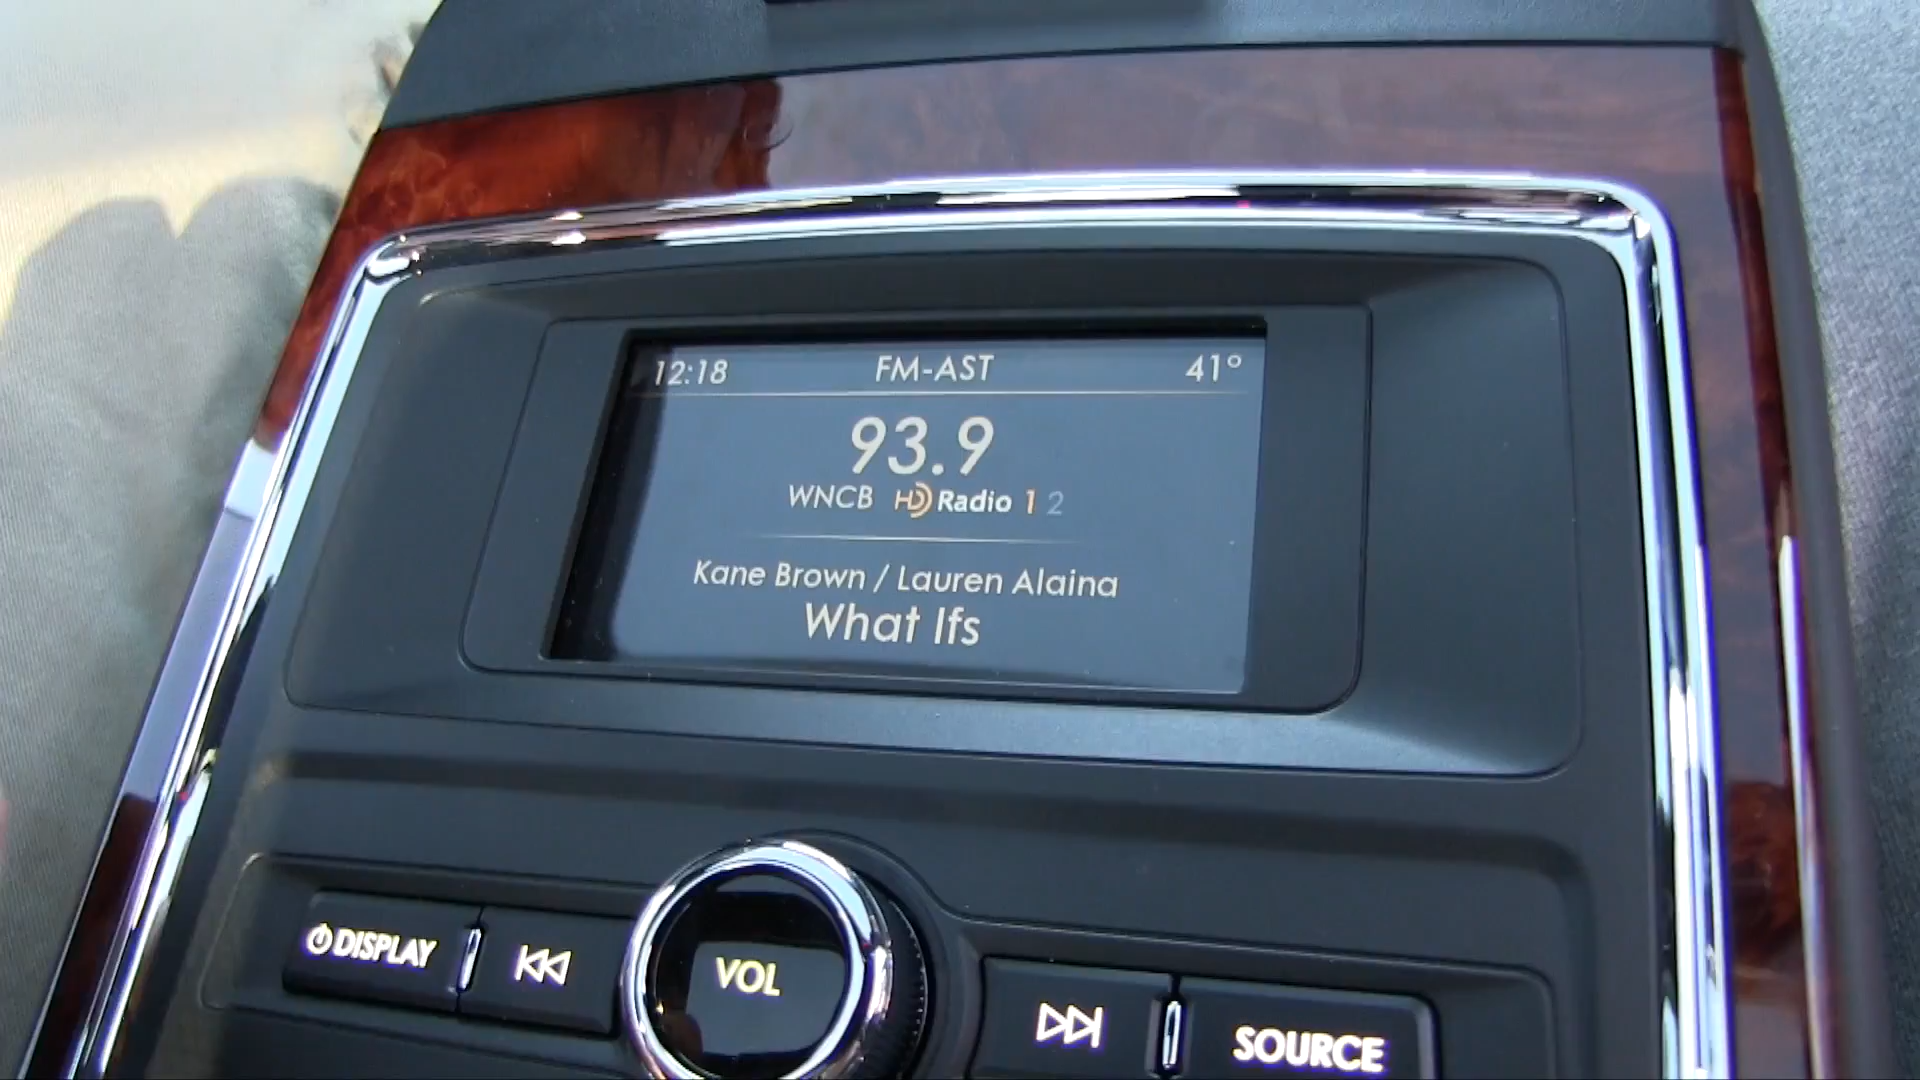 12:18 FM-AST 41°
93.9
WNCB HD Radio 1 2
Kane Brown / Lauren Alaina
What Ifs
DISPLAY VOL SOURCE